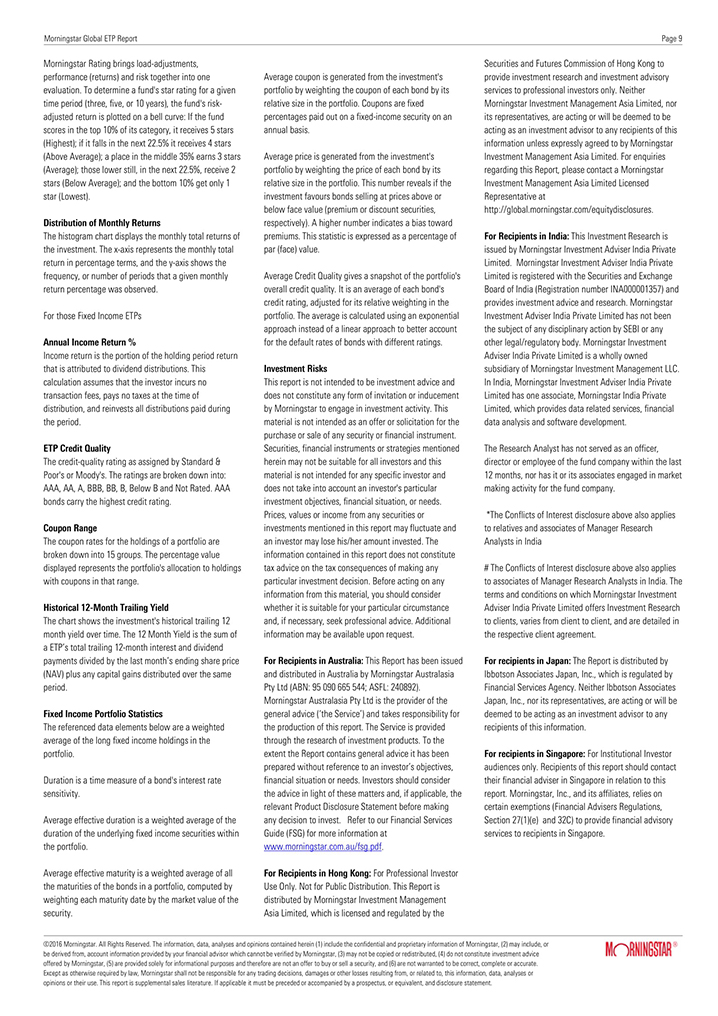 Morningstar Global ETP Report
Page 9
Morningstar Rating brings load-adjustments,
performance (returns) and risk together into one
evaluation. To determine a fund's star rating for a given
time period (three, five, or 10 years), the fund's risk-
adjusted return is plotted on a bell curve: If the fund
scores in the top 10% of its category, it receives 5 stars
(Highest); if it falls in the next 22.5% it receives 4 stars
(Above Average); a place in the middle 35% earns 3 stars
(Average); those lower still, in the next 22.5%, receive 2
stars (Below Average); and the bottom 10% get only 1
star (Lowest).
Distribution of Monthly Returns
The histogram chart displays the monthly total returns of
the investment. The x-axis represents the monthly total
return in percentage terms, and the y-axis shows the
frequency, or number of periods that a given monthly
return percentage was observed.
For those Fixed Income ETPs
Annual Income Return %
Income return is the portion of the holding period return
that is attributed to dividend distributions. This
calculation assumes that the investor incurs no
transaction fees, pays no taxes at the time of
distribution, and reinvests all distributions paid during
the period.
ETP Credit Quality
The credit-quality rating as assigned by Standard &
Poor's or Moody's. The ratings are broken down into:
AAA, AA, A, BBB, BB, B, Below B and Not Rated. AAA
bonds carry the highest credit rating.
Coupon Range
The coupon rates for the holdings of a portfolio are
broken down into 15 groups. The percentage value
displayed represents the portfolio's allocation to holdings
with coupons in that range.
Historical 12-Month Trailing Yield
The chart shows the investment's historical trailing 12
month yield over time. The 12 Month Yield is the sum of
a ETP's total trailing 12-month interest and dividend
payments divided by the last month's ending share price
(NAV) plus any capital gains distributed over the same
period.
Fixed Income Portfolio Statistics
The referenced data elements below are a weighted
average of the long fixed income holdings in the
portfolio.
Duration is a time measure of a bond's interest rate
sensitivity.
Average effective duration is a weighted average of the
duration of the underlying fixed income securities within
the portfolio.
Average effective maturity is a weighted average of all
the maturities of the bonds in a portfolio, computed by
weighting each maturity date by the market value of the
security.
Average coupon is generated from the investment's
portfolio by weighting the coupon of each bond by its
relative size in the portfolio. Coupons are fixed
percentages paid out on a fixed-income security on an
annual basis.
Average price is generated from the investment's
portfolio by weighting the price of each bond by its
relative size in the portfolio. This number reveals if the
investment favours bonds selling at prices above or
below face value (premium or discount securities,
respectively). A higher number indicates a bias toward
premiums. This statistic is expressed as a percentage of
par (face) value.
Average Credit Quality gives a snapshot of the portfolio's
overall credit quality. It is an average of each bond's
credit rating, adjusted for its relative weighting in the
portfolio. The average is calculated using an exponential
approach instead of a linear approach to better account
for the default rates of bonds with different ratings.
Investment Risks
This report is not intended to be investment advice and
does not constitute any form of invitation or inducement
by Morningstar to engage in investment activity. This
material is not intended as an offer or solicitation for the
purchase or sale of any security or financial instrument.
Securities, financial instruments or strategies mentioned
herein may not be suitable for all investors and this
material is not intended for any specific investor and
does not take into account an investor's particular
investment objectives, financial situation, or needs.
Prices, values or income from any securities or
investments mentioned in this report may fluctuate and
an investor may lose his/her amount invested. The
information contained in this report does not constitute
tax advice on the tax consequences of making any
particular investment decision. Before acting on any
information from this material, you should consider
whether it is suitable for your particular circumstance
and, if necessary, seek professional advice. Additional
information may be available upon request.
For Recipients in Australia: This Report has been issued
and distributed in Australia by Morningstar Australasia
Pty Ltd (ABN: 95 090 665 544; ASFL: 240892).
Morningstar Australasia Pty Ltd is the provider of the
general advice ('the Service') and takes responsibility for
the production of this report. The Service is provided
through the research of investment products. To the
extent the Report contains general advice it has been
prepared without reference to an investor's objectives,
financial situation or needs. Investors should consider
the advice in light of these matters and, if applicable, the
relevant Product Disclosure Statement before making
any decision to invest. Refer to our Financial Services
Guide (FSG) for more information at
www.morningstar.com.au/fsg.pdf.
For Recipients in Hong Kong: For Professional Investor
Use Only. Not for Public Distribution. This Report is
distributed by Morningstar Investment Management
Asia Limited, which is licensed and regulated by the
Securities and Futures Commission of Hong Kong to
provide investment research and investment advisory
services to professional investors only. Neither
Morningstar Investment Management Asia Limited, nor
its representatives, are acting or will be deemed to be
acting as an investment advisor to any recipients of this
information unless expressly agreed to by Morningstar
Investment Management Asia Limited. For enquiries
regarding this Report, please contact a Morningstar
Investment Management Asia Limited Licensed
Representative at
http://global.morningstar.com/equitydisclosures.
For Recipients in India: This Investment Research is
issued by Morningstar Investment Adviser India Private
Limited. Morningstar Investment Adviser India Private
Limited is registered with the Securities and Exchange
Board of India (Registration number INA000001357) and
provides investment advice and research. Morningstar
Investment Adviser India Private Limited has not been
the subject of any disciplinary action by SEBI or any
other legal/regulatory body. Morningstar Investment
Adviser India Private Limited is a wholly owned
subsidiary of Morningstar Investment Management LLC.
In India, Morningstar Investment Adviser India Private
Limited has one associate, Morningstar India Private
Limited, which provides data related services, financial
data analysis and software development.
The Research Analyst has not served as an officer,
director or employee of the fund company within the last
12 months, nor has it or its associates engaged in market
making activity for the fund company.
*The Conflicts of Interest disclosure above also applies
to relatives and associates of Manager Research
Analysts in India
# The Conflicts of Interest disclosure above also applies
to associates of Manager Research Analysts in India. The
terms and conditions on which Morningstar Investment
Adviser India Private Limited offers Investment Research
to clients, varies from client to client, and are detailed in
the respective client agreement.
For recipients in Japan: The Report is distributed by
Ibbotson Associates Japan, Inc., which is regulated by
Financial Services Agency. Neither Ibbotson Associates
Japan, Inc., nor its representatives, are acting or will be
deemed to be acting as an investment advisor to any
recipients of this information.
For recipients in Singapore: For Institutional Investor
audiences only. Recipients of this report should contact
their financial adviser in Singapore in relation to this
report. Morningstar, Inc., and its affiliates, relies on
certain exemptions (Financial Advisers Regulations,
Section 27(1)(e) and 32C) to provide financial advisory
services to recipients in Singapore.
©2016 Morningstar. All Rights Reserved. The information, data, analyses and opinions contained herein (1) include the confidential and proprietary information of Morningstar, (2) may include, or
be derived from, account information provided by your financial advisor which cannot be verified by Morningstar, (3) may not be copied or redistributed, (4) do not constitute investment advice
offered by Morningstar, (5) are provided solely for informational purposes and therefore are not an offer to buy or sell a security, and (6) are not warranted to be correct, complete or accurate.
Except as otherwise required by law, Morningstar shall not be responsible for any trading decisions, damages or other losses resulting from, or related to, this information, data, analyses or
opinions or their use. This report is supplemental sales literature. If applicable it must be preceded or accompanied by a prospectus, or equivalent, and disclosure statement.
MORNINGSTAR®